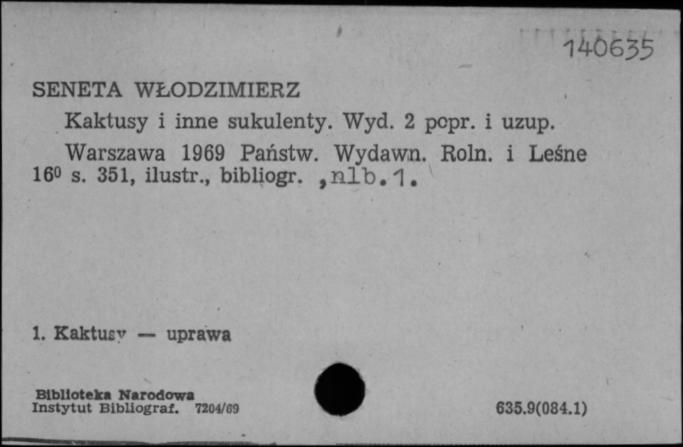 140635
SENETA WŁODZIMIERZ
Kaktusy i inne sukulenty. Wyd. 2 popr. i uzup.
Warszawa 1969 Państw. Wydawn. Roln. i Leśne
16⁰ s. 351, ilustr., bibliogr. ,nlb.1.
1. Kaktusy — uprawa
Biblioteka Narodowa
Instytut Bibliograf. 7204/69
635.9(084.1)